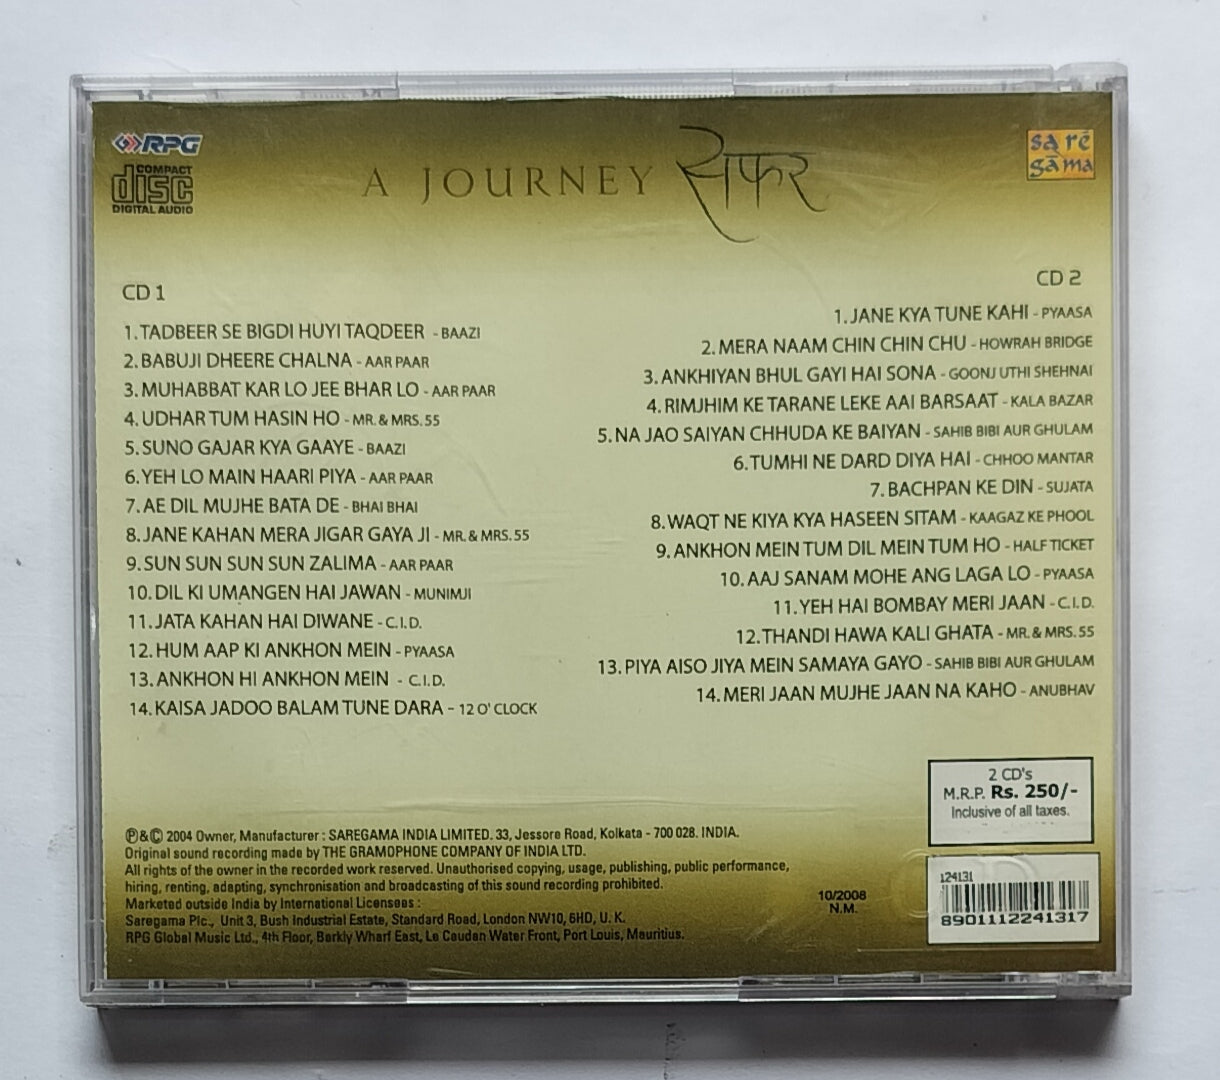 RPG
COMPACT
disc
DIGITAL AUDIO
A JOURNEY सफर
sa rē
gāma
CD 1
1. TADBEER SE BIGDI HUYI TAQDEER - BAAZI
2. BABUJI DHEERE CHALNA - AAR PAAR
3. MUHABBAT KAR LO JEE BHAR LO - AAR PAAR
4. UDHAR TUM HASIN HO - MR. & MRS. 55
5. SUNO GAJAR KYA GAAYE - BAAZI
6. YEH LO MAIN HAARI PIYA - AAR PAAR
7. AE DIL MUJHE BATA DE - BHAI BHAI
8. JANE KAHAN MERA JIGAR GAYA JI - MR. & MRS. 55
9. SUN SUN SUN SUN ZALIMA - AAR PAAR
10. DIL KI UMANGEN HAI JAWAN - MUNIMJI
11. JATA KAHAN HAI DIWANE - C.I.D.
12. HUM AAP KI ANKHON MEIN - PYAASA
13. ANKHON HI ANKHON MEIN - C.I.D.
14. KAISA JADOO BALAM TUNE DARA - 12 O' CLOCK
CD 2
1. JANE KYA TUNE KAHI - PYAASA
2. MERA NAAM CHIN CHIN CHU - HOWRAH BRIDGE
3. ANKHIYAN BHUL GAYI HAI SONA - GOONJ UTHI SHEHNAI
4. RIMJHIM KE TARANE LEKE AAI BARSAAT - KALA BAZAR
5. NA JAO SAIYAN CHHUDA KE BAIYAN - SAHIB BIBI AUR GHULAM
6. TUMHI NE DARD DIYA HAI - CHHOO MANTAR
7. BACHPAN KE DIN - SUJATA
8. WAQT NE KIYA KYA HASEEN SITAM - KAAGAZ KE PHOOL
9. ANKHON MEIN TUM DIL MEIN TUM HO - HALF TICKET
10. AAJ SANAM MOHE ANG LAGA LO - PYAASA
11. YEH HAI BOMBAY MERI JAAN - C.I.D.
12. THANDI HAWA KALI GHATA - MR. & MRS. 55
13. PIYA AISO JIYA MEIN SAMAYA GAYO - SAHIB BIBI AUR GHULAM
14. MERI JAAN MUJHE JAAN NA KAHO - ANUBHAV
2 CD's
M.R.P. Rs. 250/-
Inclusive of all taxes.
℗&© 2004 Owner, Manufacturer : SAREGAMA INDIA LIMITED. 33, Jessore Road, Kolkata - 700 028. INDIA.
Original sound recording made by THE GRAMOPHONE COMPANY OF INDIA LTD.
All rights of the owner in the recorded work reserved. Unauthorised copying, usage, publishing, public performance,
hiring, renting, adapting, synchronisation and broadcasting of this sound recording prohibited.
Marketed outside India by International Licensees :
Saregama Plc., Unit 3, Bush Industrial Estate, Standard Road, London NW10, 6HD, U. K.
RPG Global Music Ltd., 4th Floor, Barkly Wharf East, Le Caudan Water Front, Port Louis, Mauritius.
10/2008
N.M.
124131
8901112241317